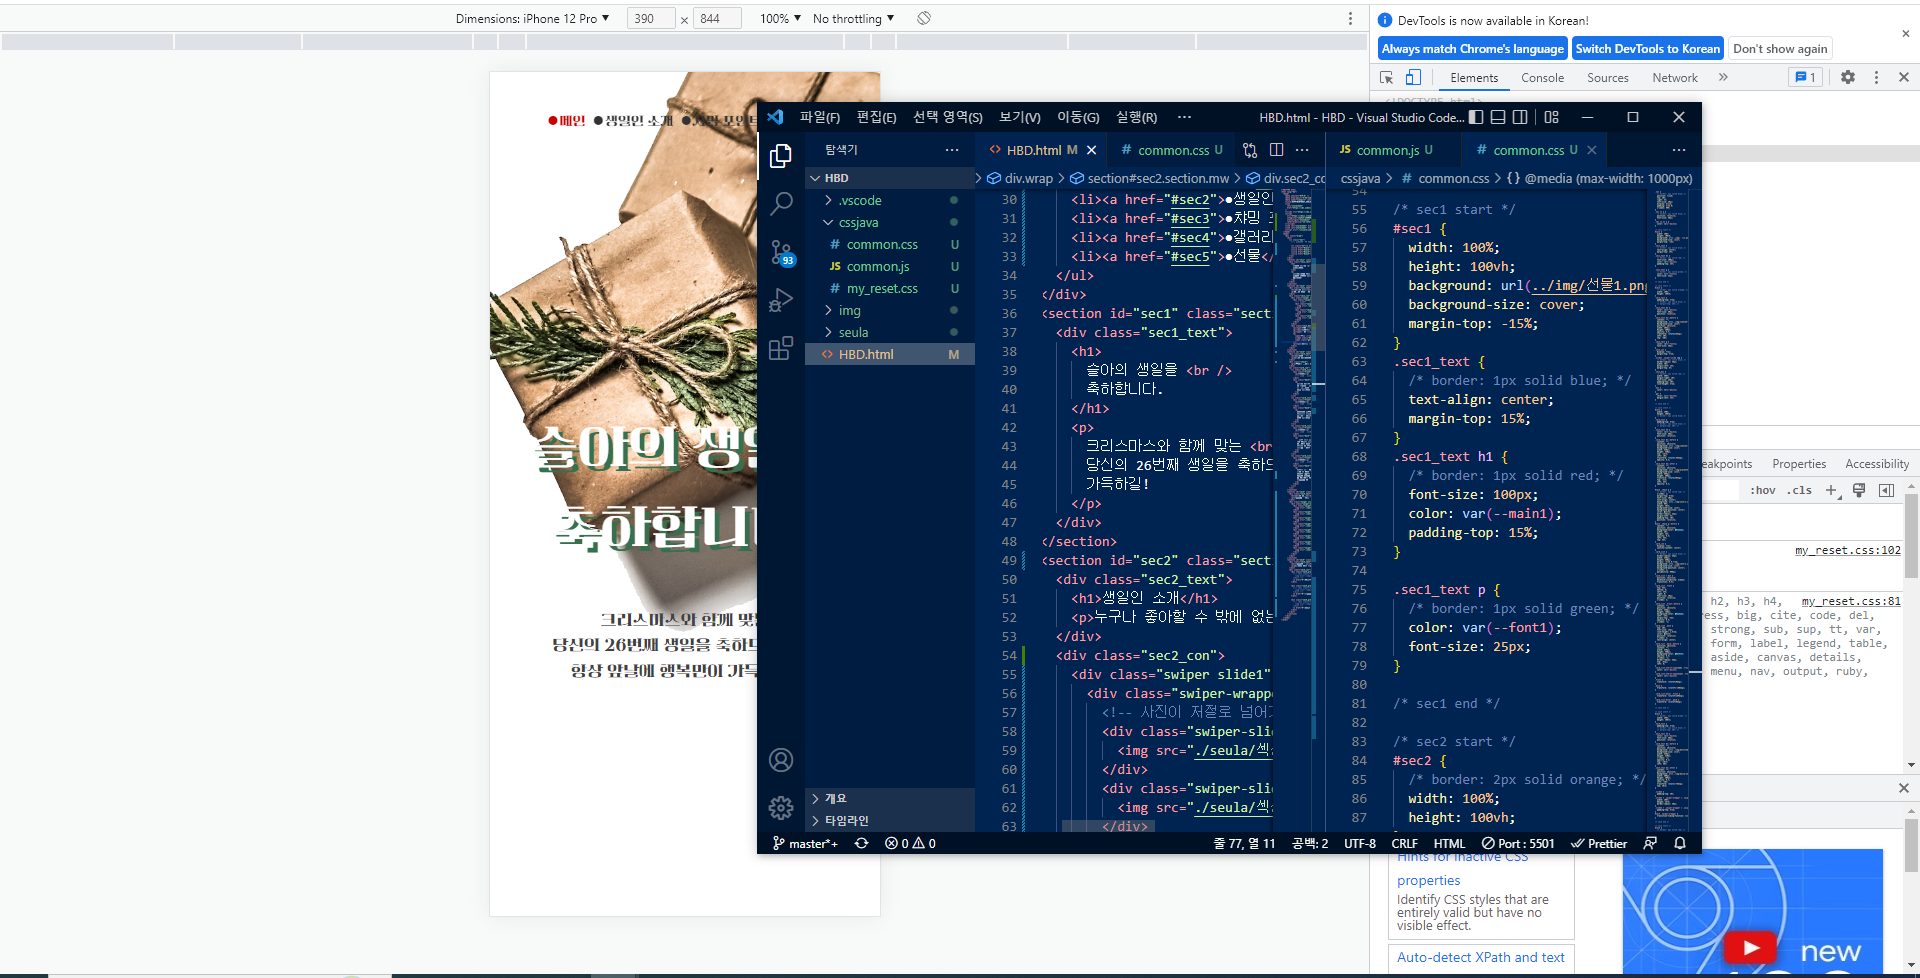 Dimensions: iPhone 12 Pro ▼ 390 × 844 100% ▼ No throttling ▼
DevTools is now available in Korean!
Always match Chrome's language Switch DevTools to Korean Don't show again
Elements Console Sources Network » 1
●메인 ●생일인 소개
슬아의 생일
축하합니
크리스마스와 함께 맞
당신의 26번째 생일을 축하
항상 앞날에 행복만이 가득
파일(F) 편집(E) 선택 영역(S) 보기(V) 이동(G) 실행(R) ··· HBD.html - HBD - Visual Studio Code...
탐색기 ···
HBD
.vscode
cssjava
# common.css U
JS common.js U
# my_reset.css U
img
seula
<> HBD.html M
93
개요
타임라인
<> HBD.html M # common.css U
div.wrap > section#sec2.section.mw > div.sec2_co
30 <li><a href="#sec2">●생일인
31 <li><a href="#sec3">●챠밍
32 <li><a href="#sec4">●갤러리
33 <li><a href="#sec5">●선물</
34 </ul>
35 </div>
36 <section id="sec1" class="sect
37 <div class="sec1_text">
38 <h1>
39 슬아의 생일을 <br />
40 축하합니다.
41 </h1>
42 <p>
43 크리스마스와 함께 맞는 <br
44 당신의 26번째 생일을 축하
45 가득하길!
46 </p>
47 </div>
48 </section>
49 <section id="sec2" class="sect
50 <div class="sec2_text">
51 <h1>생일인 소개</h1>
52 <p>누구나 좋아할 수 밖에 없는
53 </div>
54 <div class="sec2_con">
55 <div class="swiper slide1"
56 <div class="swiper-wrappe
57 <!-- 사진이 저절로 넘어
58 <div class="swiper-slid
59 <img src="./seula/섹
60 </div>
61 <div class="swiper-slid
62 <img src="./seula/섹
63 </div>
JS common.js U # common.css U ···
cssjava > # common.css > {} @media (max-width: 1000px)
54
55 /* sec1 start */
56 #sec1 {
57 width: 100%;
58 height: 100vh;
59 background: url(../img/선물1.png
60 background-size: cover;
61 margin-top: -15%;
62 }
63 .sec1_text {
64 /* border: 1px solid blue; */
65 text-align: center;
66 margin-top: 15%;
67 }
68 .sec1_text h1 {
69 /* border: 1px solid red; */
70 font-size: 100px;
71 color: var(--main1);
72 padding-top: 15%;
73 }
74
75 .sec1_text p {
76 /* border: 1px solid green; */
77 color: var(--font1);
78 font-size: 25px;
79 }
80
81 /* sec1 end */
82
83 /* sec2 start */
84 #sec2 {
85 /* border: 2px solid orange; */
86 width: 100%;
87 height: 100vh;
master*+ 0 0 줄 77, 열 11 공백: 2 UTF-8 CRLF HTML Port : 5501 Prettier
eakpoints Properties Accessibility
:hov .cls +
my_reset.css:102
h2, h3, h4, my_reset.css:81
ress, big, cite, code, del,
strong, sub, sup, tt, var,
form, label, legend, table,
aside, canvas, details,
menu, nav, output, ruby,
Hints for inactive CSS
properties
Identify CSS styles that are
entirely valid but have no
visible effect.
Auto-detect XPath and text
new